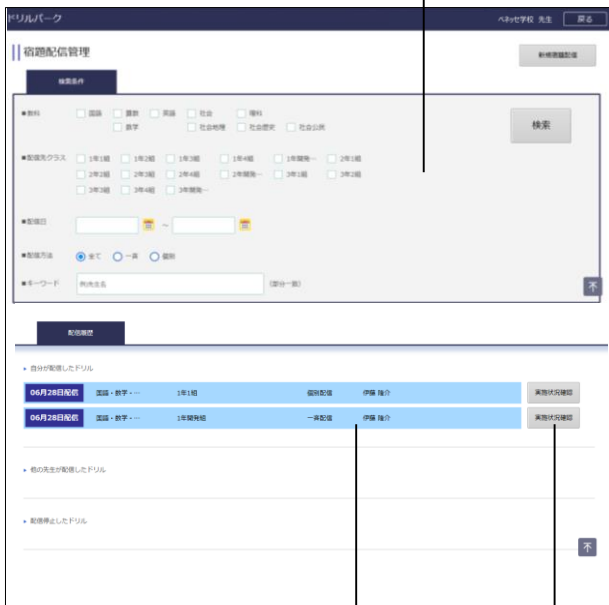 ドリルパーク
ベネッセ学校 先生 戻る
宿題配信管理
新規宿題配信
検索条件
■教科 国語 算数 英語 社会 理科
数学 社会地理 社会歴史 社会公民
検索
■配信先クラス 1年1組 1年2組 1年3組 1年4組 1年開発… 2年1組
2年2組 2年3組 2年4組 2年開発… 3年1組 3年2組
3年3組 3年4組 3年開発…
■配信日 ~
■配信方法 全て 一斉 個別
■キーワード 例)先生名 (部分一致)
配信履歴
自分が配信したドリル
06月28日配信 国語・数学・… 1年1組 個別配信 伊藤 隆介 実施状況確認
06月28日配信 国語・数学・… 1年開発組 一斉配信 伊藤 隆介 実施状況確認
他の先生が配信したドリル
配信停止したドリル